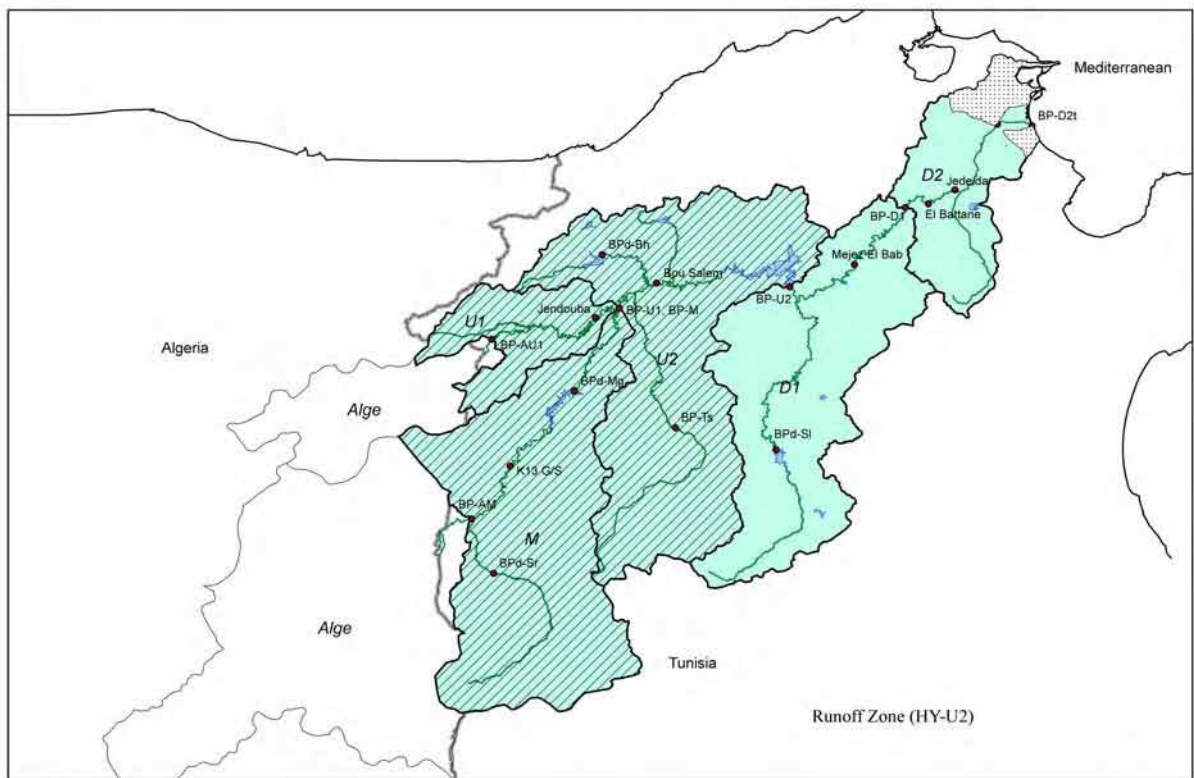 Mediterranean
BP-D2t
D2
Jedeida
BP-D1
El Battane
BPd-Bh
Mejez El Bab
Bou Salem
BP-U2
Jendouba
BP-U1, BP-M
U1
BP-AU1
Algeria
U2
BPd-Mg
D1
Alge
BP-Ts
BPd-Sl
K13 G/S
BP-AM
M
BPd-Sr
Alge
Tunisia
Runoff Zone (HY-U2)